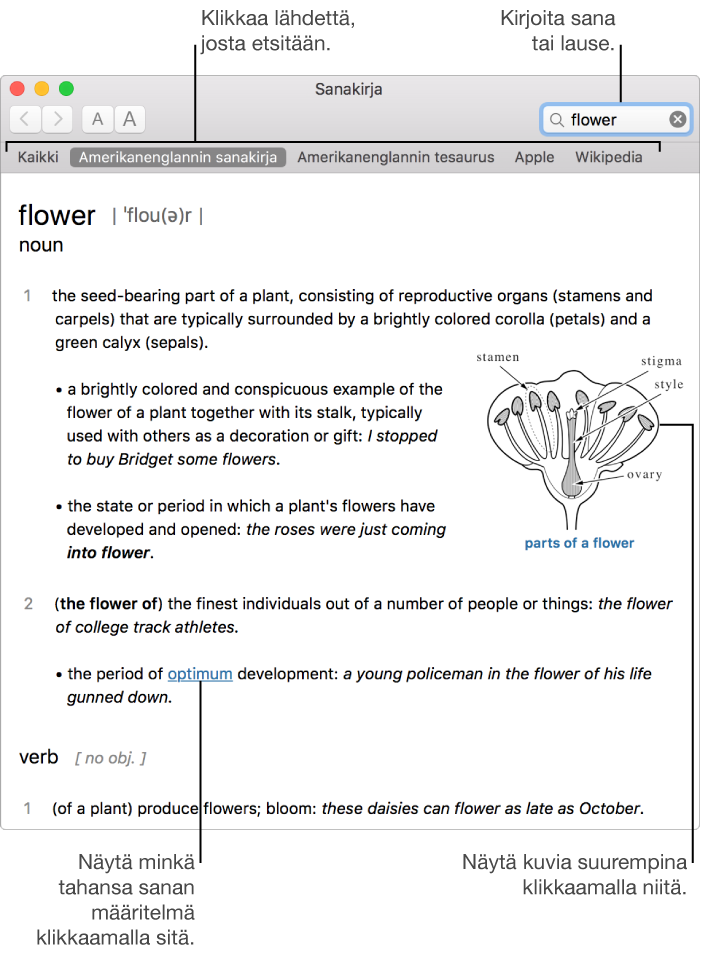 Klikkaa lähdettä,
josta etsitään.
Kirjoita sana
tai lause.
Sanakirja
A A
flower
Kaikki Amerikanenglannin sanakirja Amerikanenglannin tesaurus Apple Wikipedia
flower | ˈflou(ə)r |
noun
1 the seed-bearing part of a plant, consisting of reproductive organs (stamens and
carpels) that are typically surrounded by a brightly colored corolla (petals) and a
green calyx (sepals).
• a brightly colored and conspicuous example of the
flower of a plant together with its stalk, typically
used with others as a decoration or gift: I stopped
to buy Bridget some flowers.
• the state or period in which a plant's flowers have
developed and opened: the roses were just coming
into flower.
stamen
stigma
style
ovary
parts of a flower
2 (the flower of) the finest individuals out of a number of people or things: the flower
of college track athletes.
• the period of optimum development: a young policeman in the flower of his life
gunned down.
verb [ no obj. ]
1 (of a plant) produce flowers; bloom: these daisies can flower as late as October.
Näytä minkä
tahansa sanan
määritelmä
klikkaamalla sitä.
Näytä kuvia suurempina
klikkaamalla niitä.